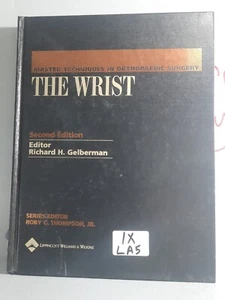 MASTER TECHNIQUES IN ORTHOPAEDIC SURGERY
THE WRIST
Second Edition
Editor
Richard H. Gelberman
SERIES EDITOR
ROBY C. THOMPSON, JR.
LIPPINCOTT WILLIAMS & WILKINS
IX
LA5